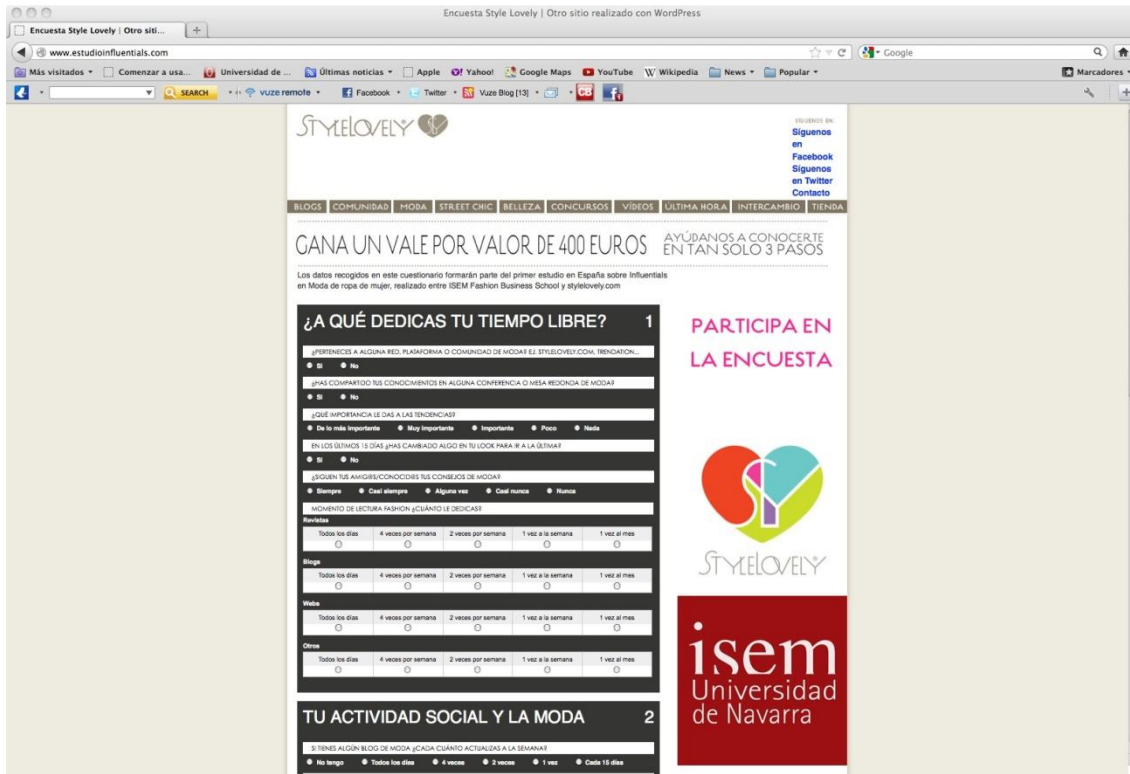 Encuesta Style Lovely | Otro sitio realizado con WordPress
Encuesta Style Lovely | Otro siti...
www.estudioinfluentials.com
Google
Más visitados Comenzar a usa... Universidad de ... Últimas noticias Apple Yahoo! Google Maps YouTube Wikipedia News Popular Marcadores
SEARCH vuze remote Facebook Twitter Vuze Blog [13] CB
STYLELOVELY
SÍGUENOS EN:
Síguenos
en
Facebook
Síguenos
en Twitter
Contacto
BLOGS COMUNIDAD MODA STREET CHIC BELLEZA CONCURSOS VÍDEOS ÚLTIMA HORA INTERCAMBIO TIENDA
GANA UN VALE POR VALOR DE 400 EUROS
AYÚDANOS A CONOCERTE
EN TAN SOLO 3 PASOS
Los datos recogidos en este cuestionario formarán parte del primer estudio en España sobre Influentials
en Moda de ropa de mujer, realizado entre ISEM Fashion Business School y stylelovely.com
¿A QUÉ DEDICAS TU TIEMPO LIBRE? 1
¿PERTENECES A ALGUNA RED, PLATAFORMA O COMUNIDAD DE MODA? EJ. STYLELOVELY.COM, TRENDATION...
Si No
¿HAS COMPARTIDO TUS CONOCIMIENTOS EN ALGUNA CONFERENCIA O MESA REDONDA DE MODA?
Si No
¿QUÉ IMPORTANCIA LE DAS A LAS TENDENCIAS?
De lo más importante Muy importante Importante Poco Nada
EN LOS ÚLTIMOS 15 DÍAS ¿HAS CAMBIADO ALGO EN TU LOOK PARA IR A LA ÚLTIMA?
Si No
¿SIGUEN TUS AMIG@S/CONOCID@S TUS CONSEJOS DE MODA?
Siempre Casi siempre Alguna vez Casi nunca Nunca
MOMENTO DE LECTURA FASHION ¿CUÁNTO LE DEDICAS?
Revistas
Todos los días 4 veces por semana 2 veces por semana 1 vez a la semana 1 vez al mes
Blogs
Todos los días 4 veces por semana 2 veces por semana 1 vez a la semana 1 vez al mes
Webs
Todos los días 4 veces por semana 2 veces por semana 1 vez a la semana 1 vez al mes
Otros
Todos los días 4 veces por semana 2 veces por semana 1 vez a la semana 1 vez al mes
TU ACTIVIDAD SOCIAL Y LA MODA 2
SI TIENES ALGÚN BLOG DE MODA ¿CADA CUÁNTO ACTUALIZAS A LA SEMANA?
No tengo Todos los días 4 veces 2 veces 1 vez Cada 15 días
PARTICIPA EN
LA ENCUESTA
STYLELOVELY
isem
Universidad
de Navarra